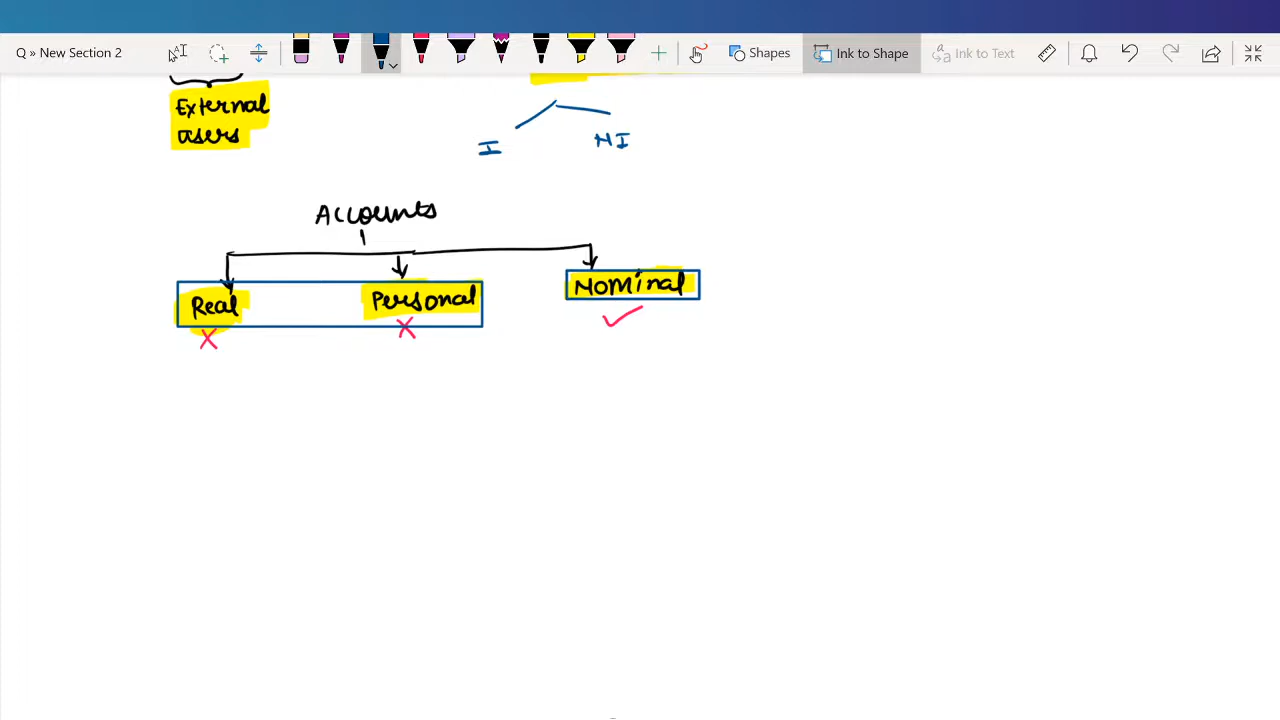 Q » New Section 2
Shapes
Ink to Shape
Ink to Text
External
users
I
NI
Accounts
Real
Personal
Nominal